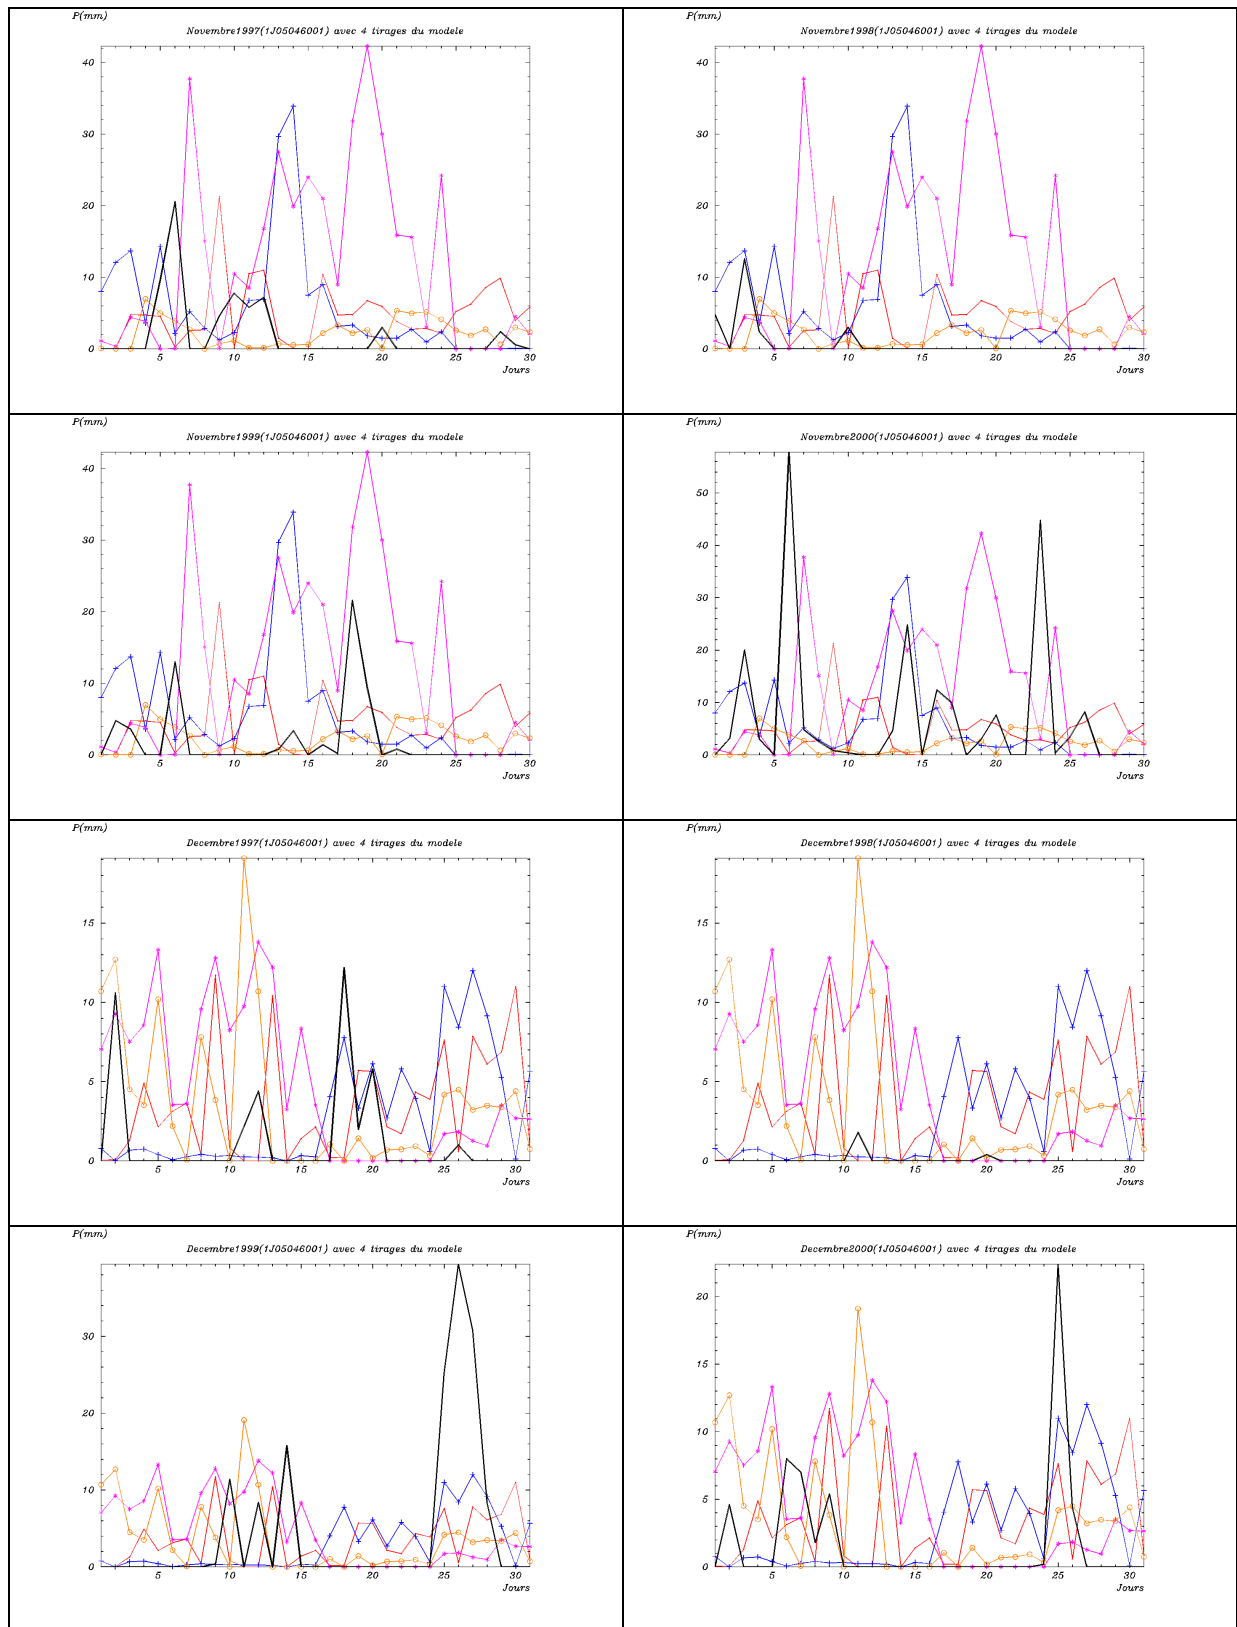 P(mm)
Novembre1997(1J05046001) avec 4 tirages du modele
40
30
20
10
0
5 10 15 20 25 30
Jours
P(mm)
Novembre1998(1J05046001) avec 4 tirages du modele
40
30
20
10
0
5 10 15 20 25 30
Jours
P(mm)
Novembre1999(1J05046001) avec 4 tirages du modele
40
30
20
10
0
5 10 15 20 25 30
Jours
P(mm)
Novembre2000(1J05046001) avec 4 tirages du modele
50
40
30
20
10
0
5 10 15 20 25 30
Jours
P(mm)
Decembre1997(1J05046001) avec 4 tirages du modele
15
10
5
0
5 10 15 20 25 30
Jours
P(mm)
Decembre1998(1J05046001) avec 4 tirages du modele
15
10
5
0
5 10 15 20 25 30
Jours
P(mm)
Decembre1999(1J05046001) avec 4 tirages du modele
30
20
10
0
5 10 15 20 25 30
Jours
P(mm)
Decembre2000(1J05046001) avec 4 tirages du modele
20
15
10
5
0
5 10 15 20 25 30
Jours